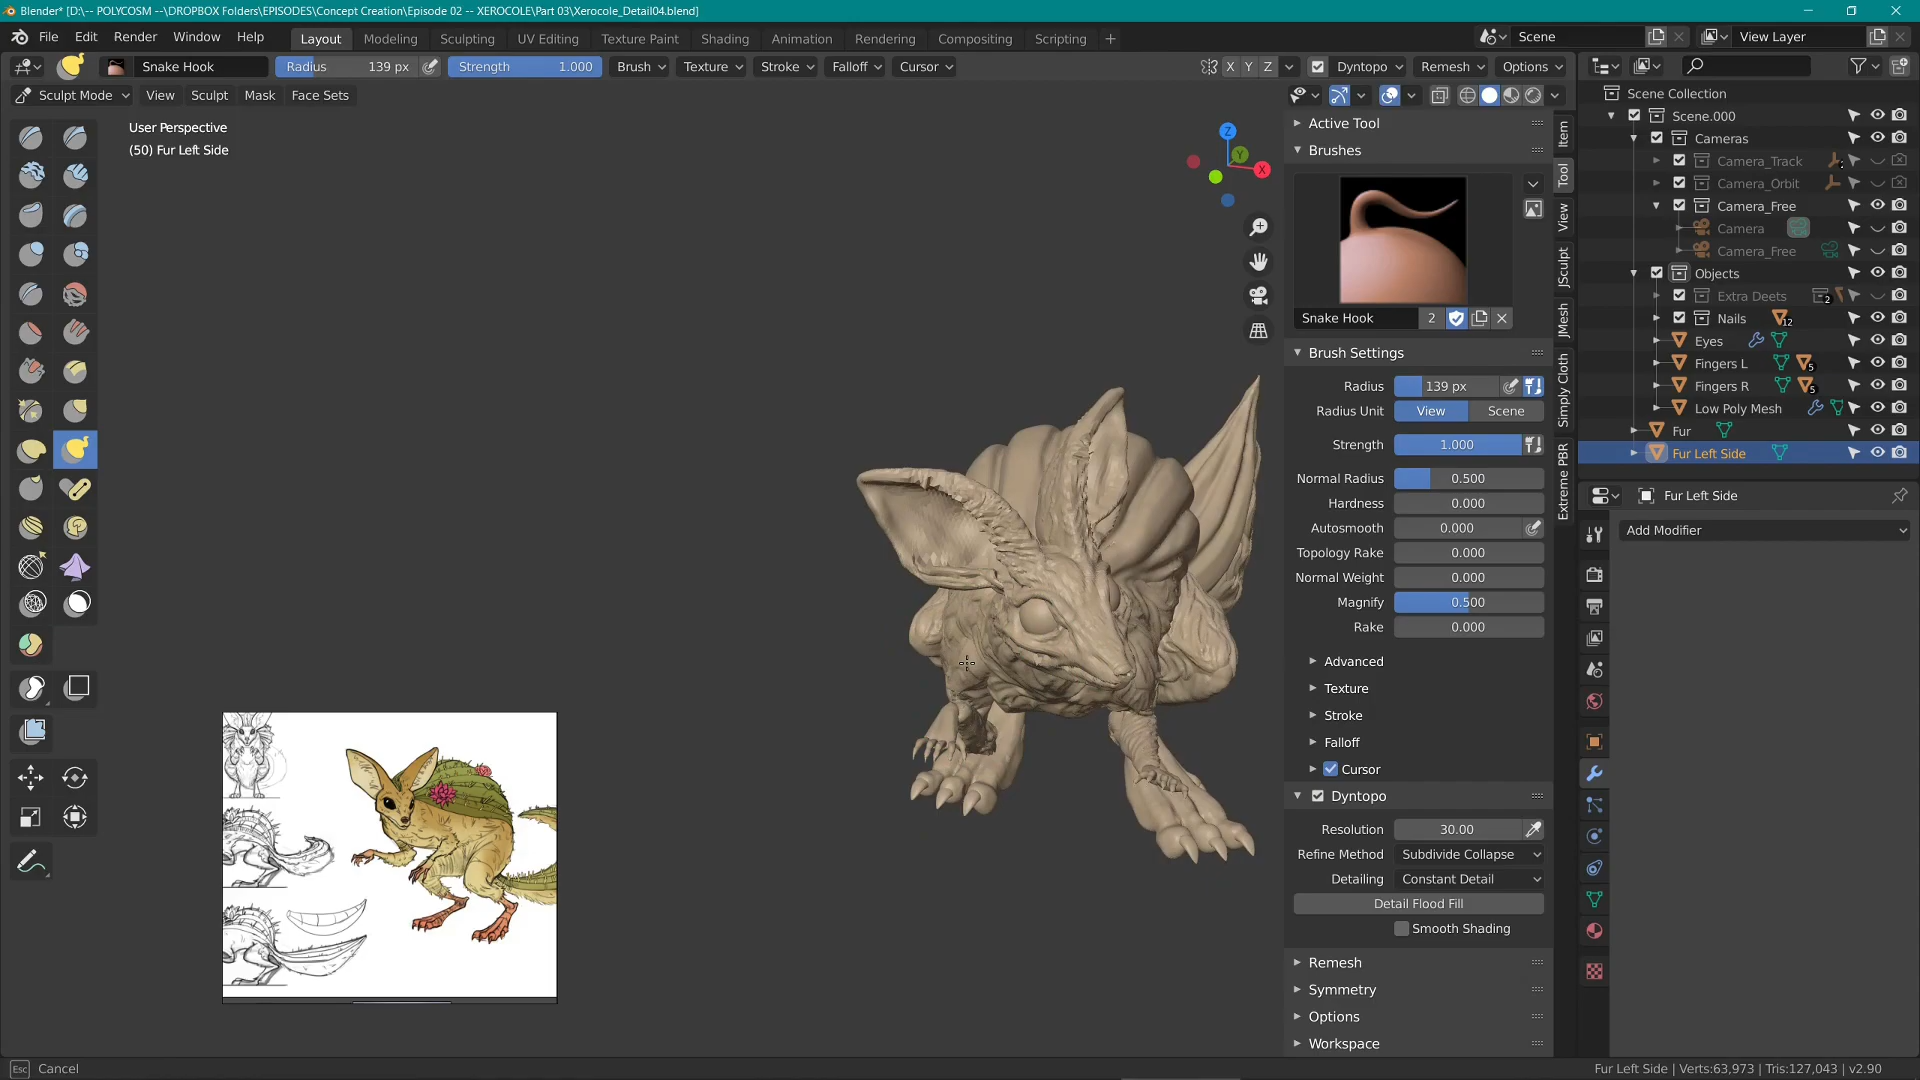 Blender* [D:\-- POLYCOSM --\DROPBOX Folders\EPISODES\Concept Creation\Episode 02 -- XEROCOLE\Part 03\Xerocole_Detail04.blend]
File Edit Render Window Help Layout Modeling Sculpting UV Editing Texture Paint Shading Animation Rendering Compositing Scripting + Scene View Layer
Snake Hook Radius 139 px Strength 1.000 Brush Texture Stroke Falloff Cursor X Y Z Dyntopo Remesh Options
Sculpt Mode View Sculpt Mask Face Sets
User Perspective
(50) Fur Left Side
Z
Y
X
Active Tool
Brushes
Snake Hook 2
Brush Settings
Radius 139 px
Radius Unit View Scene
Strength 1.000
Normal Radius 0.500
Hardness 0.000
Autosmooth 0.000
Topology Rake 0.000
Normal Weight 0.000
Magnify 0.500
Rake 0.000
Advanced
Texture
Stroke
Falloff
Cursor
Dyntopo
Resolution 30.00
Refine Method Subdivide Collapse
Detailing Constant Detail
Detail Flood Fill
Smooth Shading
Remesh
Symmetry
Options
Workspace
Item
Tool
View
JSculpt
JMesh
Simply Cloth
Extreme PBR
Scene Collection
Scene.000
Cameras
Camera_Track 2
Camera_Orbit
Camera_Free
Camera
Camera_Free
Objects
Extra Deets 2
Nails 12
Eyes
Fingers L 5
Fingers R 5
Low Poly Mesh
Fur
Fur Left Side
Fur Left Side
Add Modifier
Esc Cancel
Fur Left Side | Verts:63,973 | Tris:127,043 | v2.90